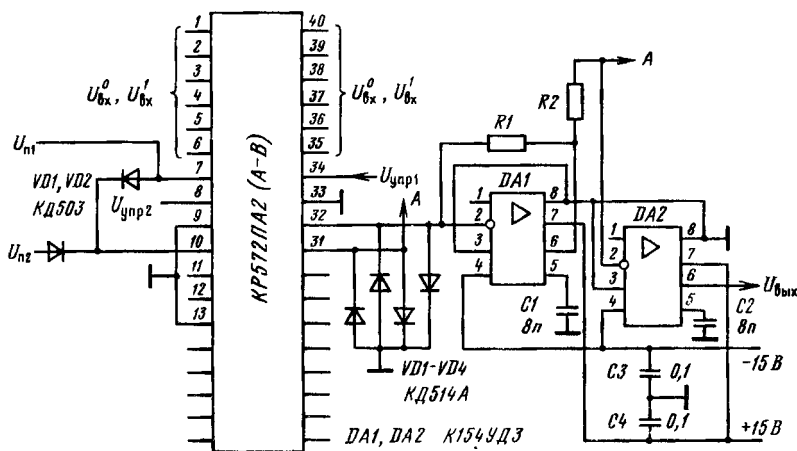 1
2
3
4
5
6
7
8
9
10
11
12
13
40
39
38
37
36
35
34
33
32
31
U⁰вх, U¹вх
U⁰вх, U¹вх
Uп1
VD1, VD2
КД503
Uупр2
Uп2
КР572ПА2 (А-В)
Uупр1
А
VD1-VD4
КД514А
R1
R2
А
DA1
1
2
3
4
8
7
6
5
C1
8п
DA2
1
2
3
4
8
7
6
5
Uвых
C2
8п
-15 В
C3
0,1
C4
0,1
+15 В
DA1, DA2 К154УД3